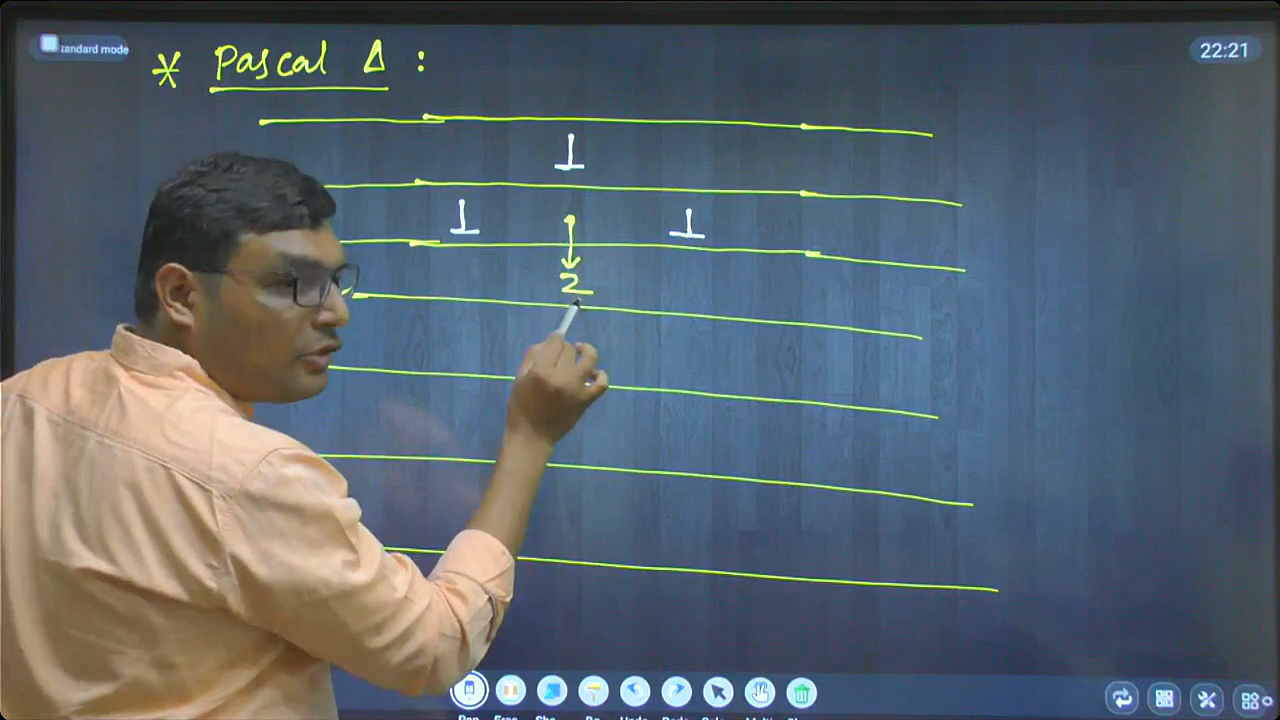 standard mode
22:21
* Pascal Δ :
1
1 1
2